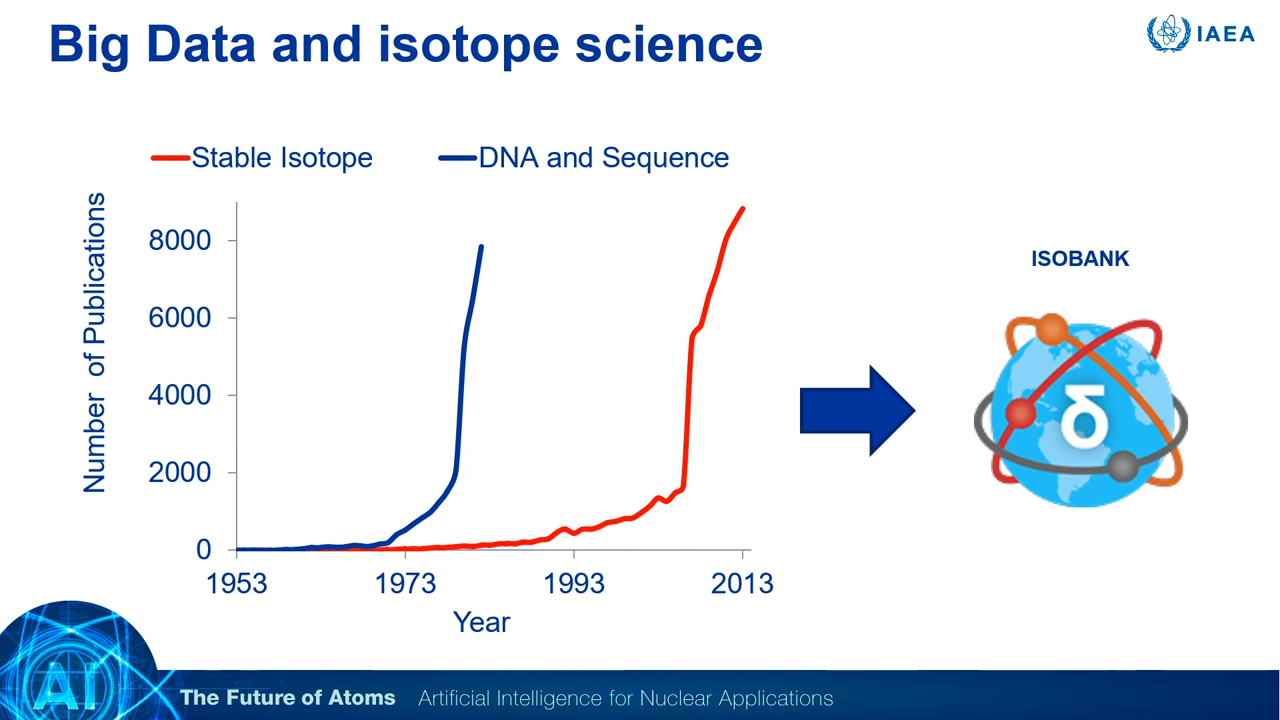 Big Data and isotope science
IAEA
Stable Isotope
DNA and Sequence
Number of Publications
8000
6000
4000
2000
0
1953
1973
1993
2013
Year
ISOBANK
δ
AI
The Future of Atoms Artificial Intelligence for Nuclear Applications